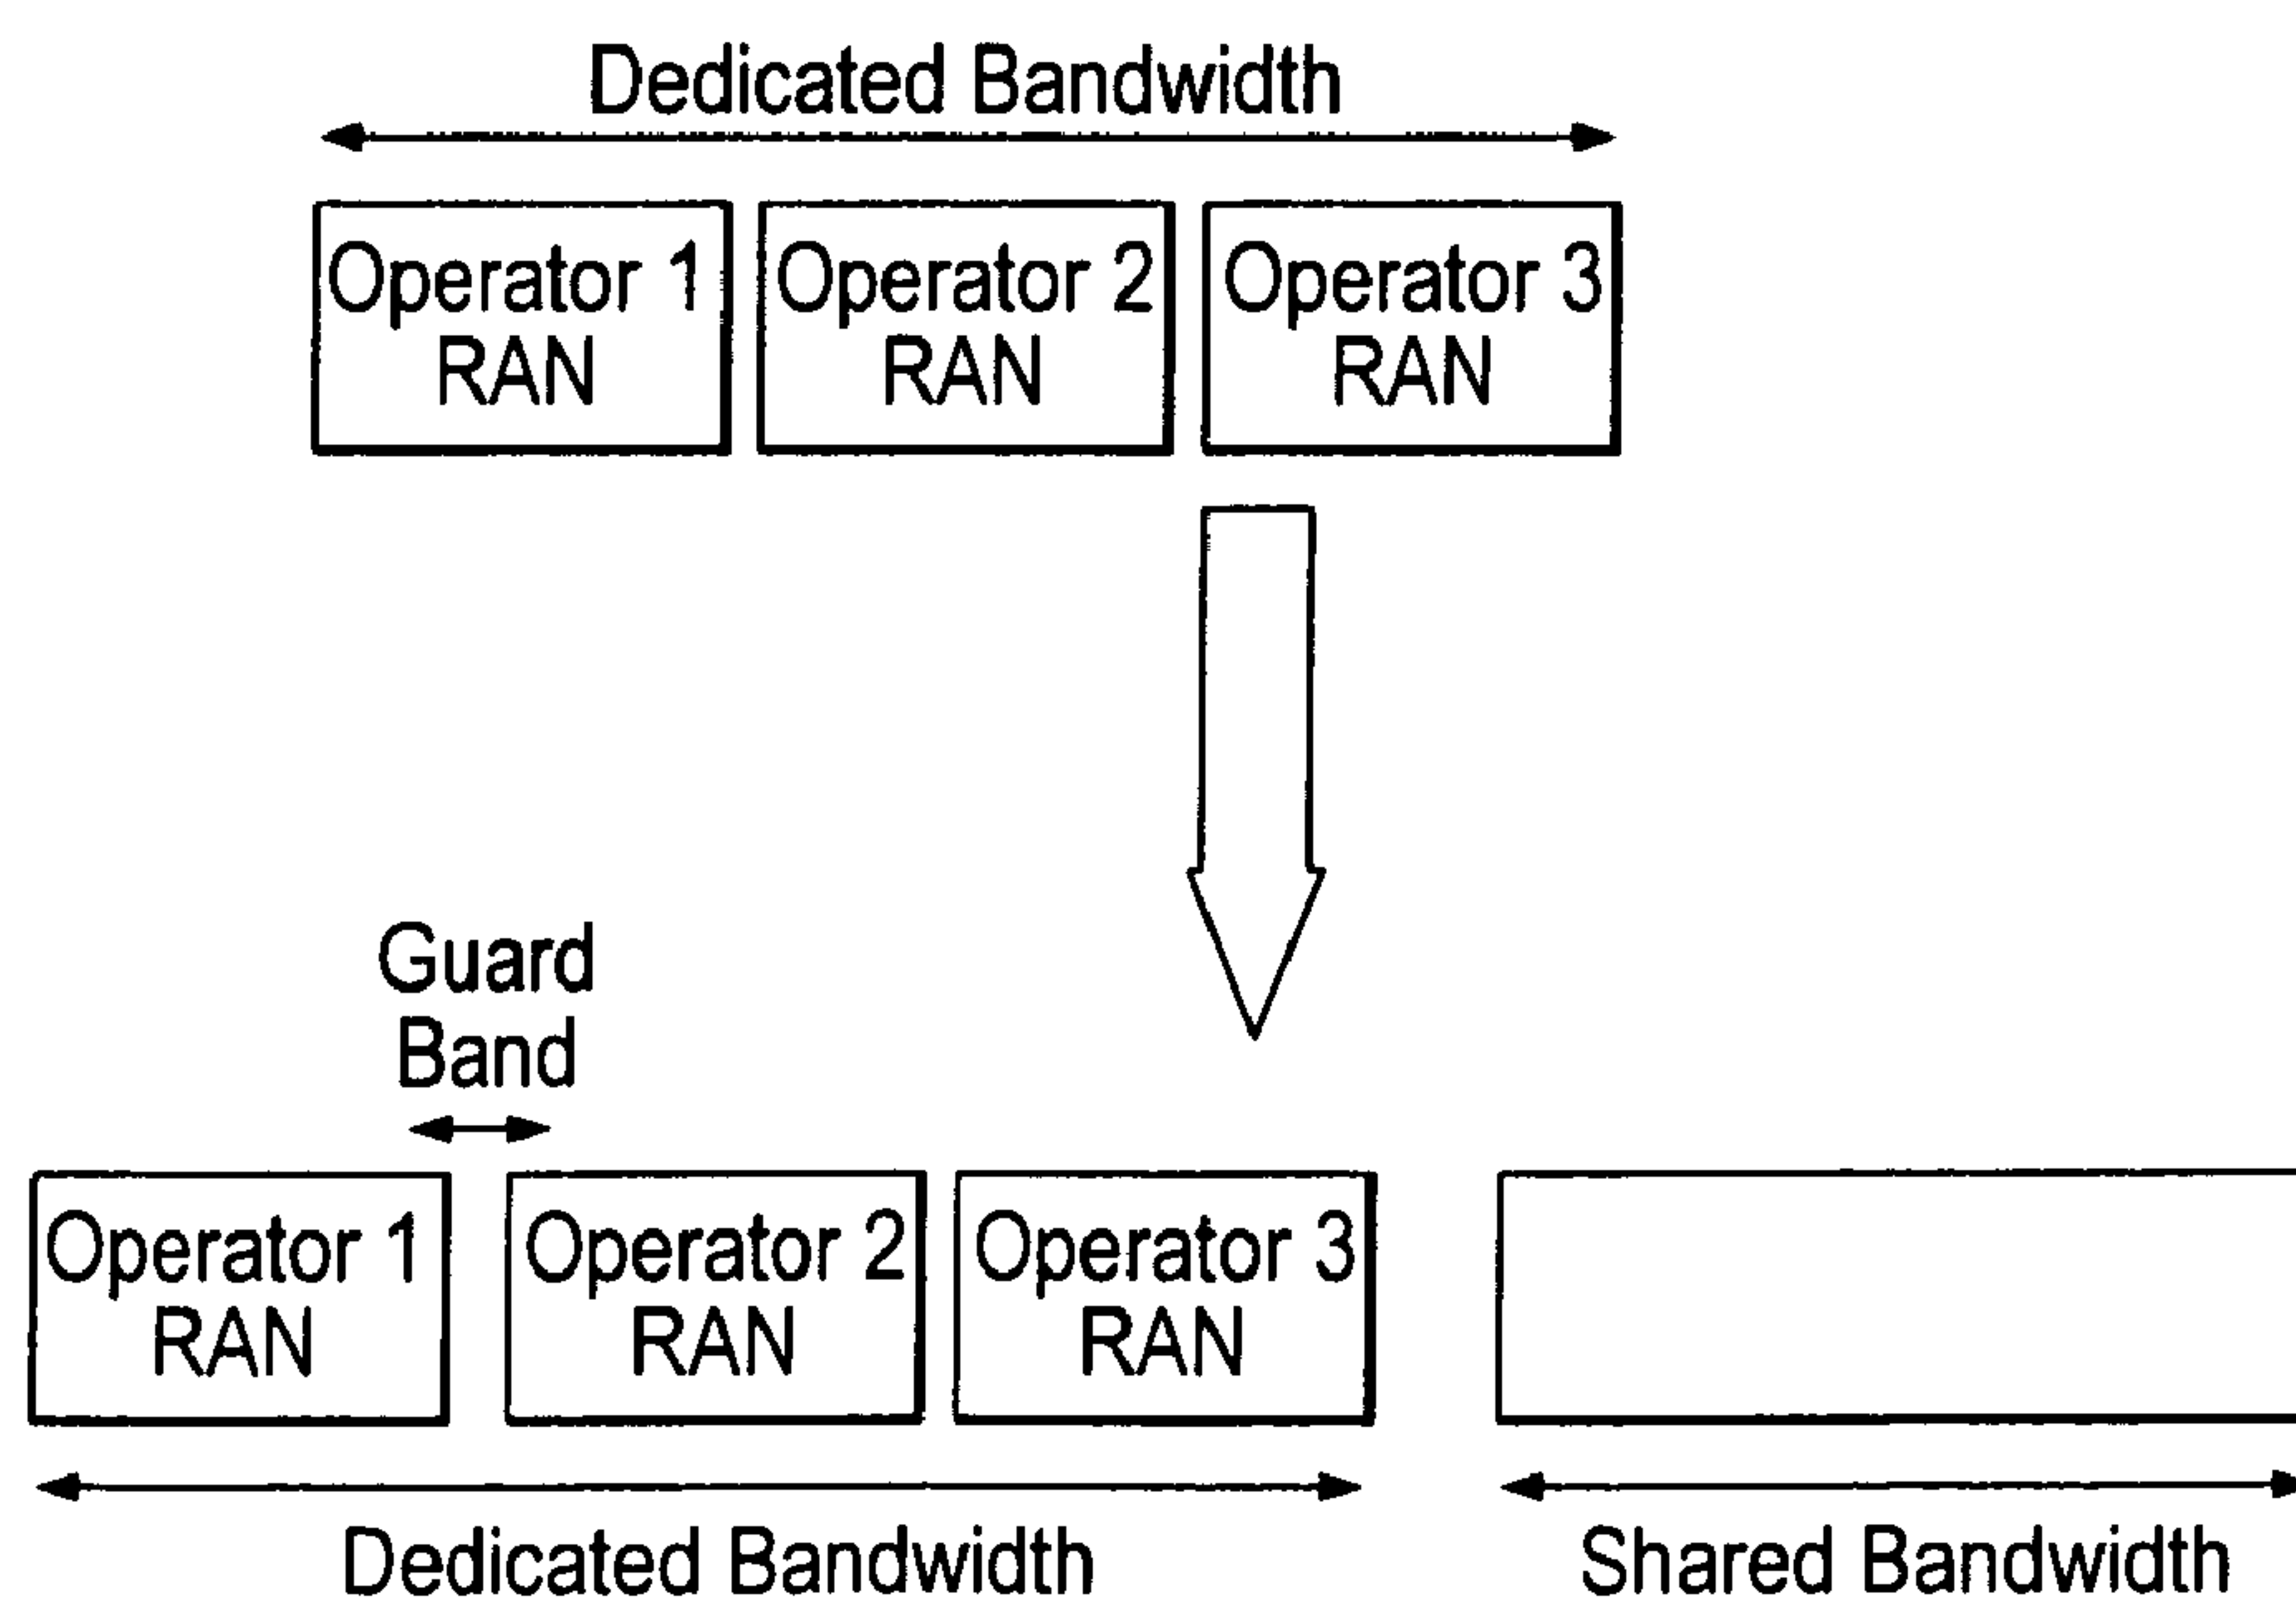 Dedicated Bandwidth
Operator 1
RAN
Operator 2
RAN
Operator 3
RAN
Guard
Band
Operator 1
RAN
Operator 2
RAN
Operator 3
RAN
Dedicated Bandwidth
Shared Bandwidth